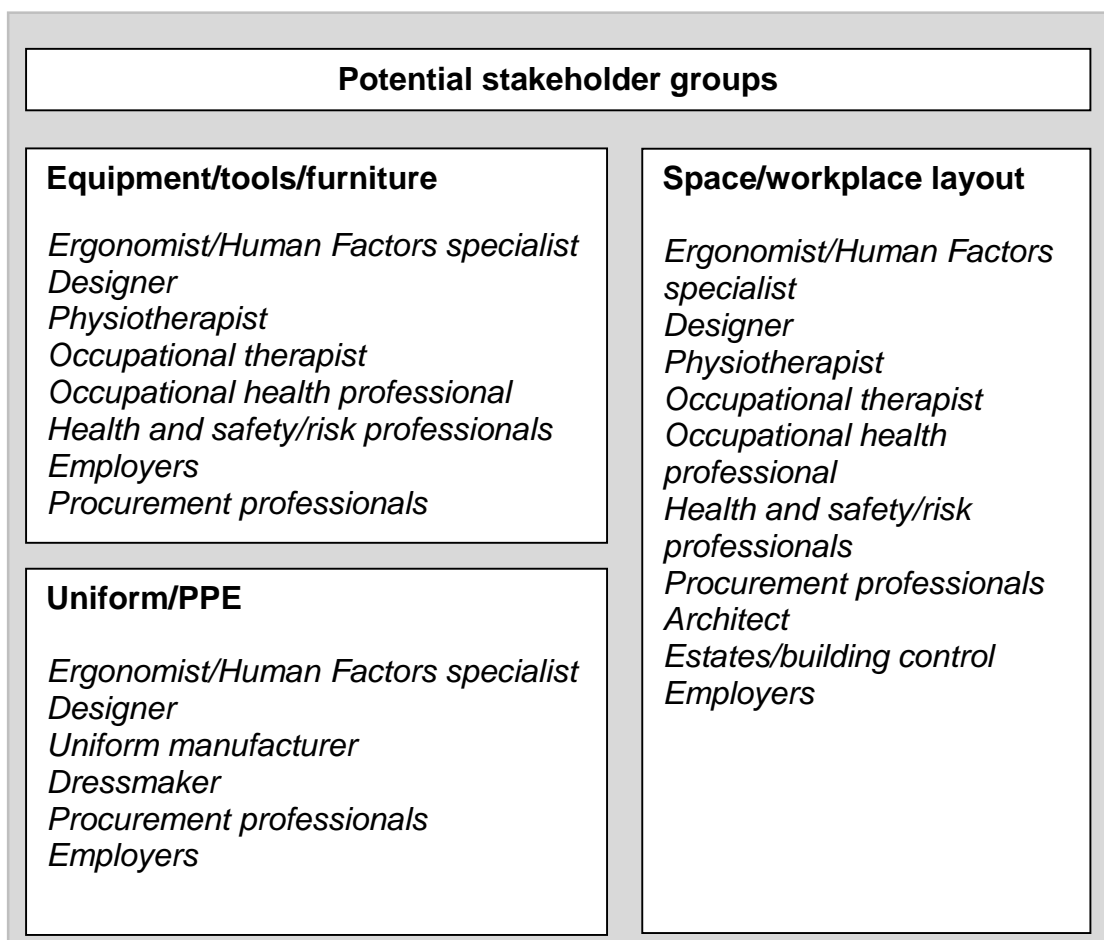 Potential stakeholder groups
Equipment/tools/furniture
Ergonomist/Human Factors specialist
Designer
Physiotherapist
Occupational therapist
Occupational health professional
Health and safety/risk professionals
Employers
Procurement professionals
Uniform/PPE
Ergonomist/Human Factors specialist
Designer
Uniform manufacturer
Dressmaker
Procurement professionals
Employers
Space/workplace layout
Ergonomist/Human Factors
specialist
Designer
Physiotherapist
Occupational therapist
Occupational health
professional
Health and safety/risk
professionals
Procurement professionals
Architect
Estates/building control
Employers